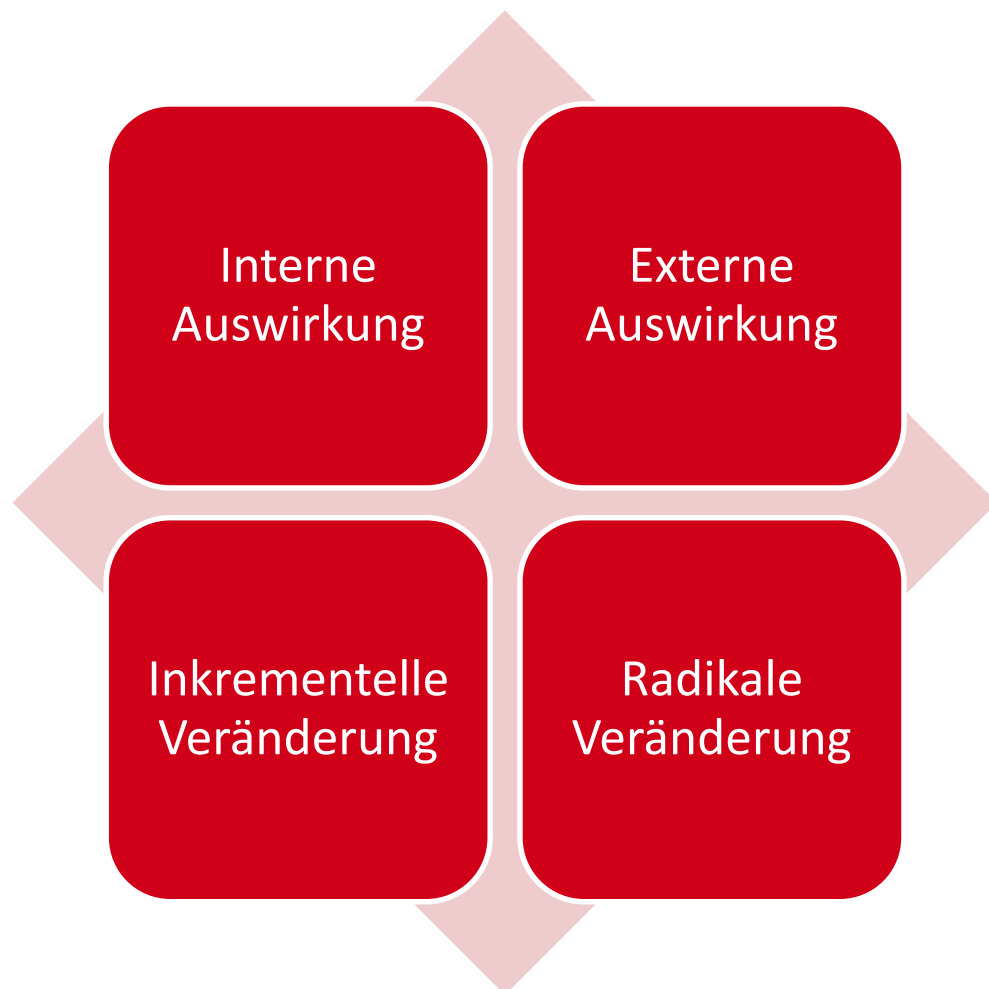 Interne
Auswirkung
Externe
Auswirkung
Inkrementelle
Veränderung
Radikale
Veränderung